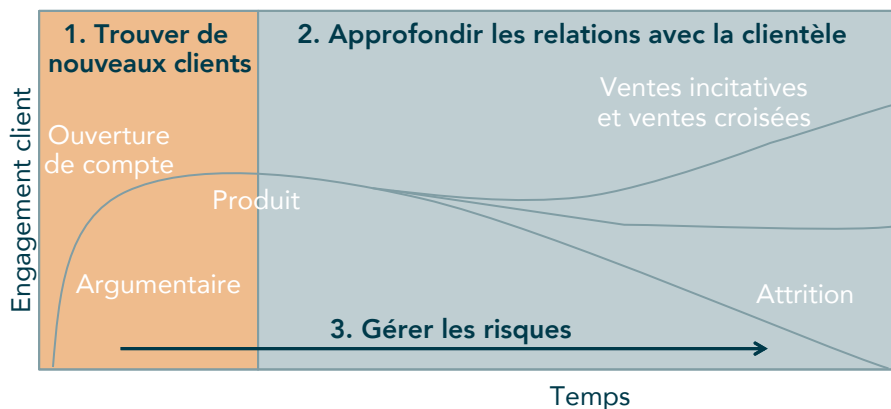 1. Trouver de
nouveaux clients
2. Approfondir les relations avec la clientèle
Ventes incitatives
et ventes croisées
Ouverture
de compte
Produit
Argumentaire
Attrition
3. Gérer les risques
Engagement client
Temps